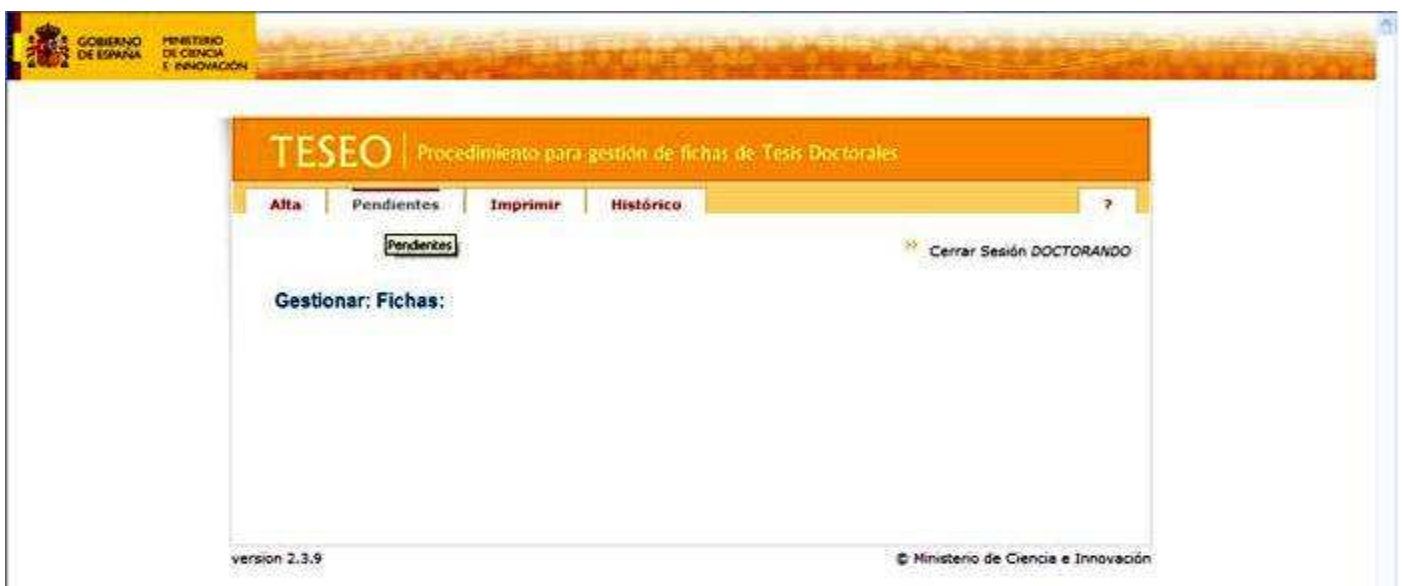 GOBIERNO DE ESPAÑA
MINISTERIO DE CIENCIA E INNOVACIÓN
TESEO | Procedimiento para gestión de fichas de Tesis Doctorales
Alta Pendientes Imprimir Histórico ?
Pendientes
Cerrar Sesión DOCTORANDO
Gestionar: Fichas:
version 2.3.9
© Ministerio de Ciencia e Innovación